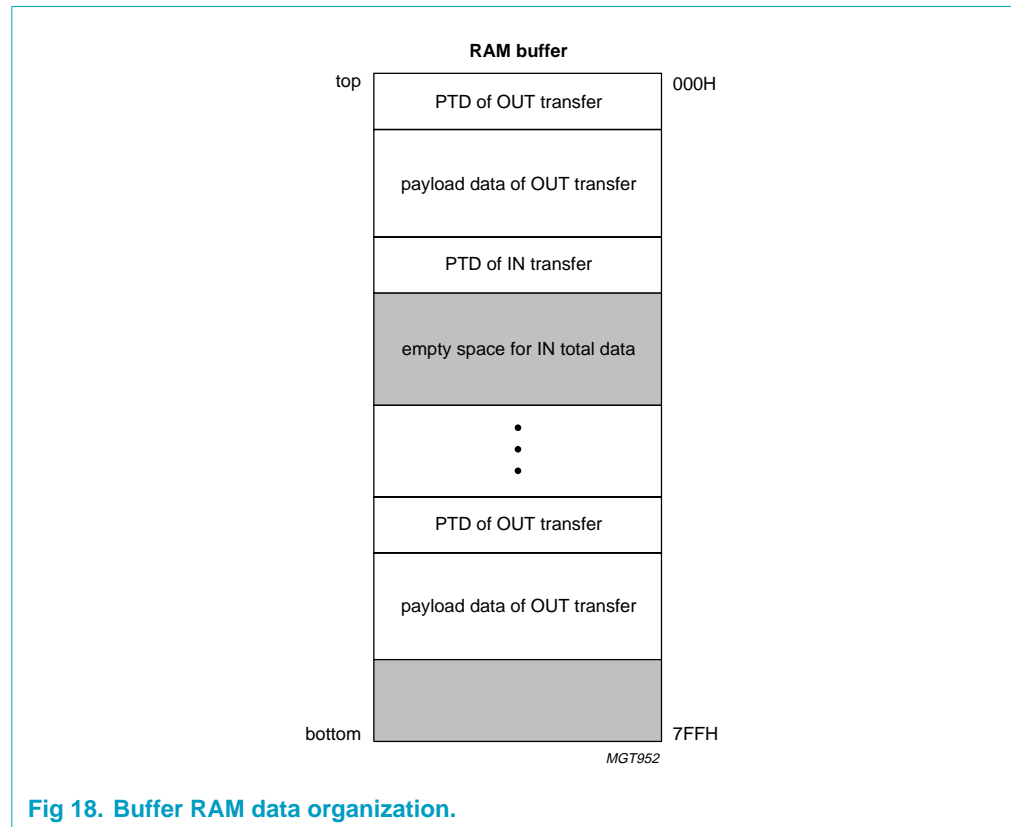 RAM buffer
top
000H
PTD of OUT transfer
payload data of OUT transfer
PTD of IN transfer
empty space for IN total data
PTD of OUT transfer
payload data of OUT transfer
bottom
7FFH
MGT952
Fig 18. Buffer RAM data organization.